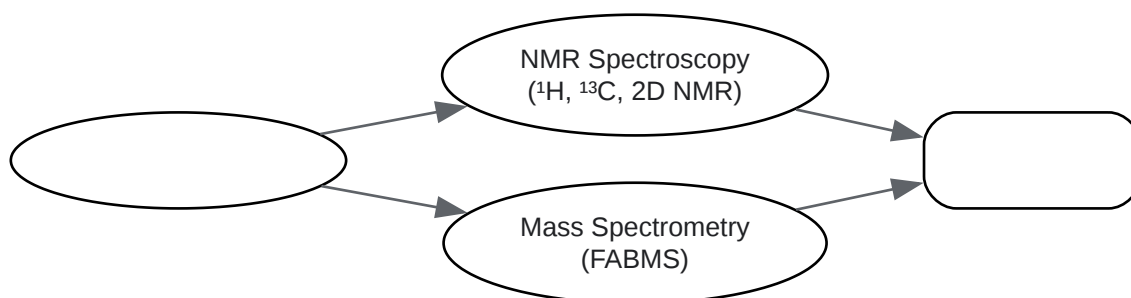 NMR Spectroscopy
(¹H, ¹³C, 2D NMR)
Mass Spectrometry
(FABMS)